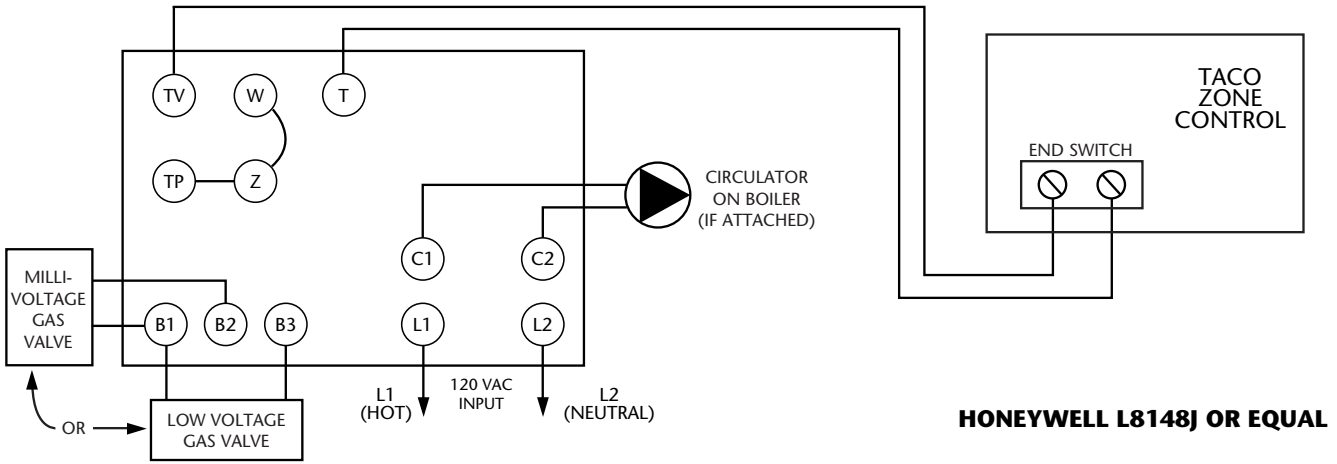 TV
W
T
TACO
ZONE
CONTROL
END SWITCH
TP
Z
CIRCULATOR
ON BOILER
(IF ATTACHED)
C1
C2
MILLI-
VOLTAGE
GAS
VALVE
B1
B2
B3
L1
L2
L1
(HOT)
120 VAC
INPUT
L2
(NEUTRAL)
OR
LOW VOLTAGE
GAS VALVE
HONEYWELL L8148J OR EQUAL